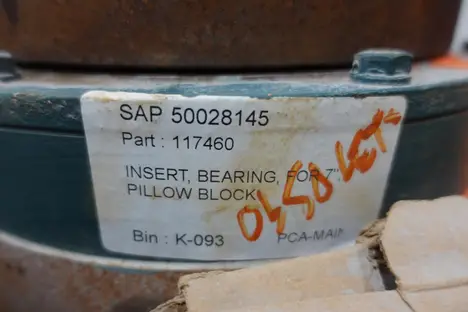 SAP 50028145
Part : 117460
INSERT, BEARING, FOR 7"
PILLOW BLOCK
ObSOLETE
Bin : K-093 PCA-MAIN